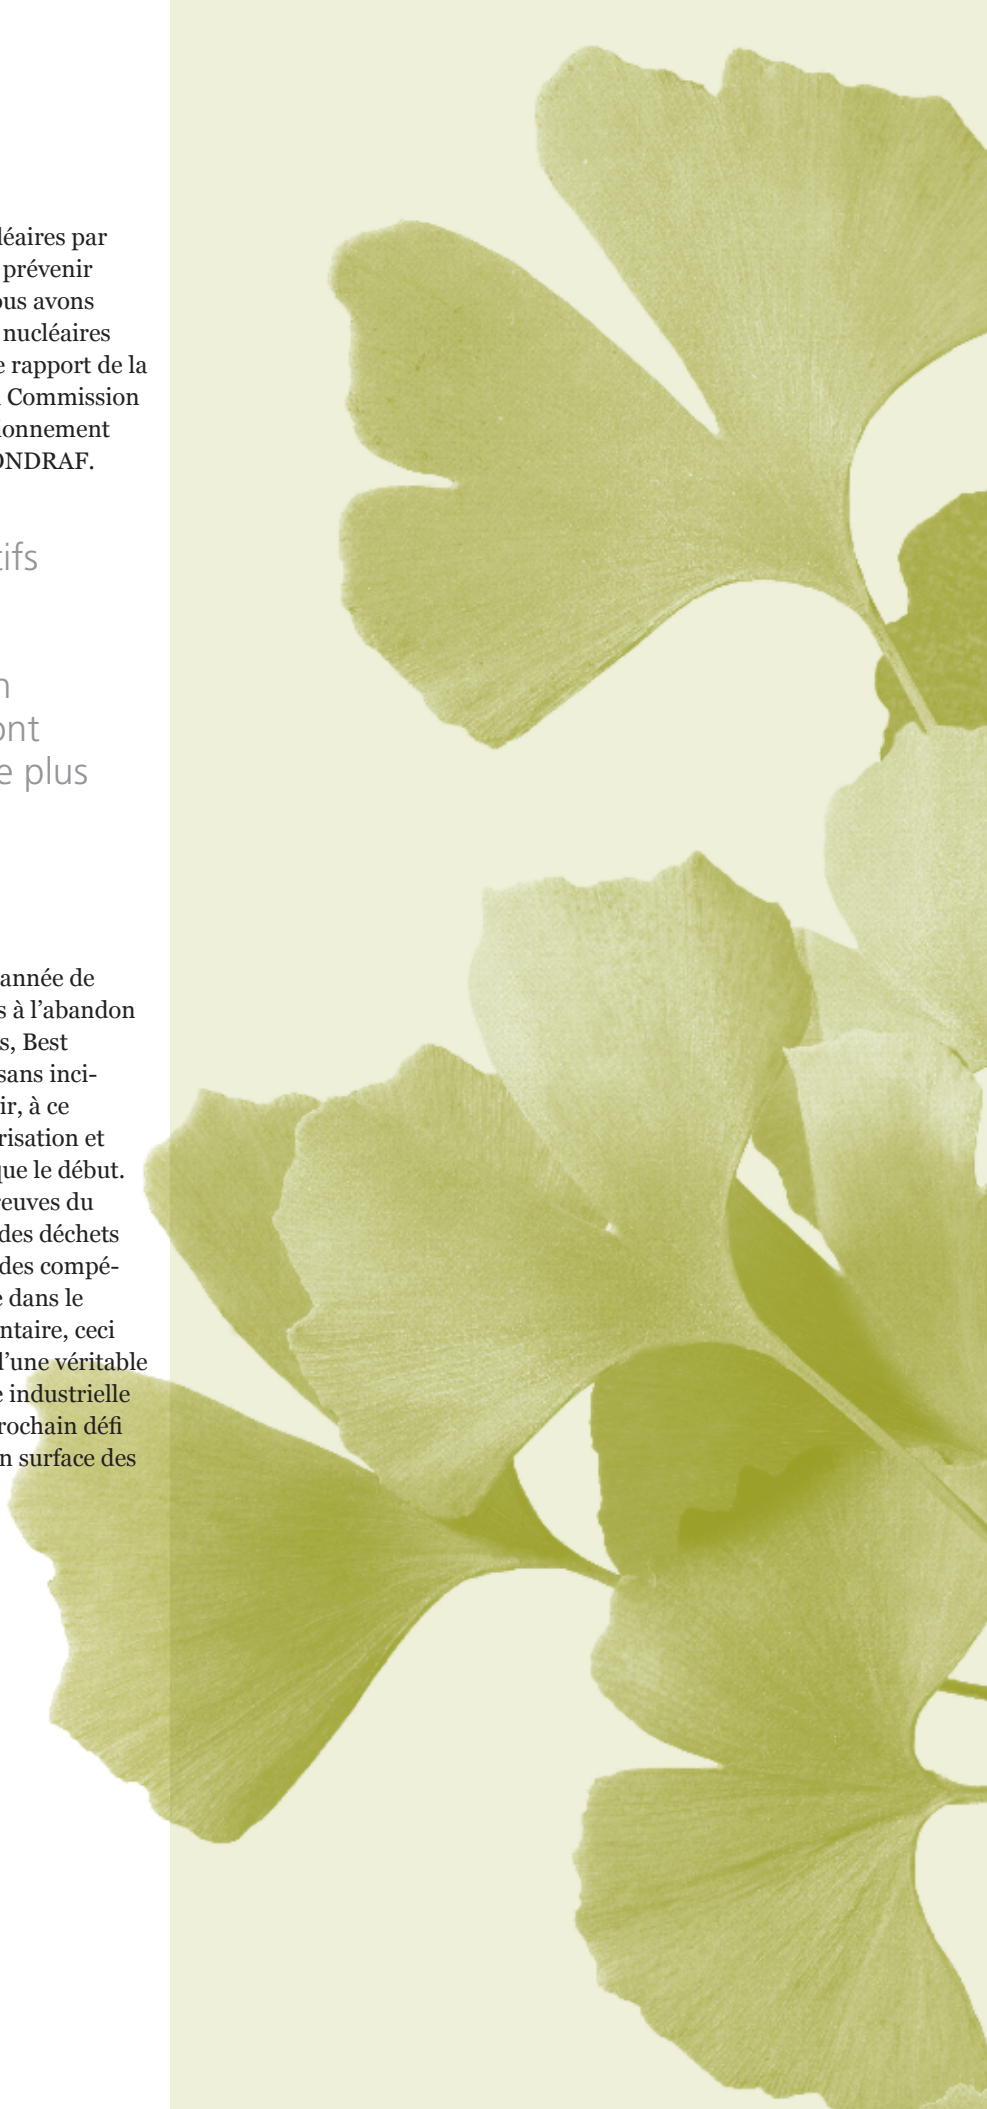 léaires par
prévenir
ous avons
nucléaires
e rapport de la
Commission
ionnement
ONDRAF.
tifs
n
ont
e plus
année de
s à l’abandon
s, Best
sans inci-
ir, à ce
risation et
que le début.
reuves du
des déchets
des compé-
e dans le
ntaire, ceci
d’une véritable
e industrielle
rochain défi
n surface des